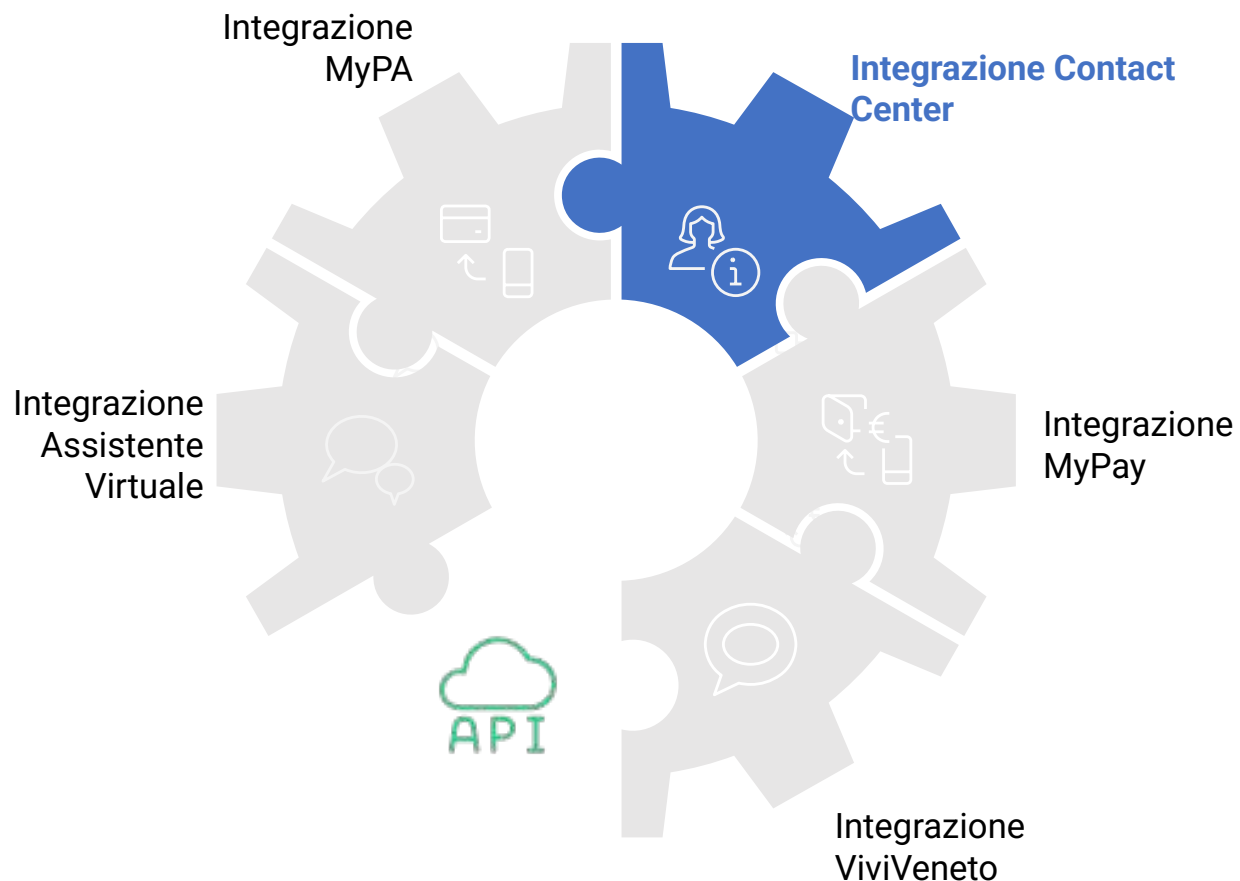 Integrazione
MyPA
Integrazione Contact
Center
Integrazione
Assistente
Virtuale
Integrazione
MyPay
API
Integrazione
ViviVeneto